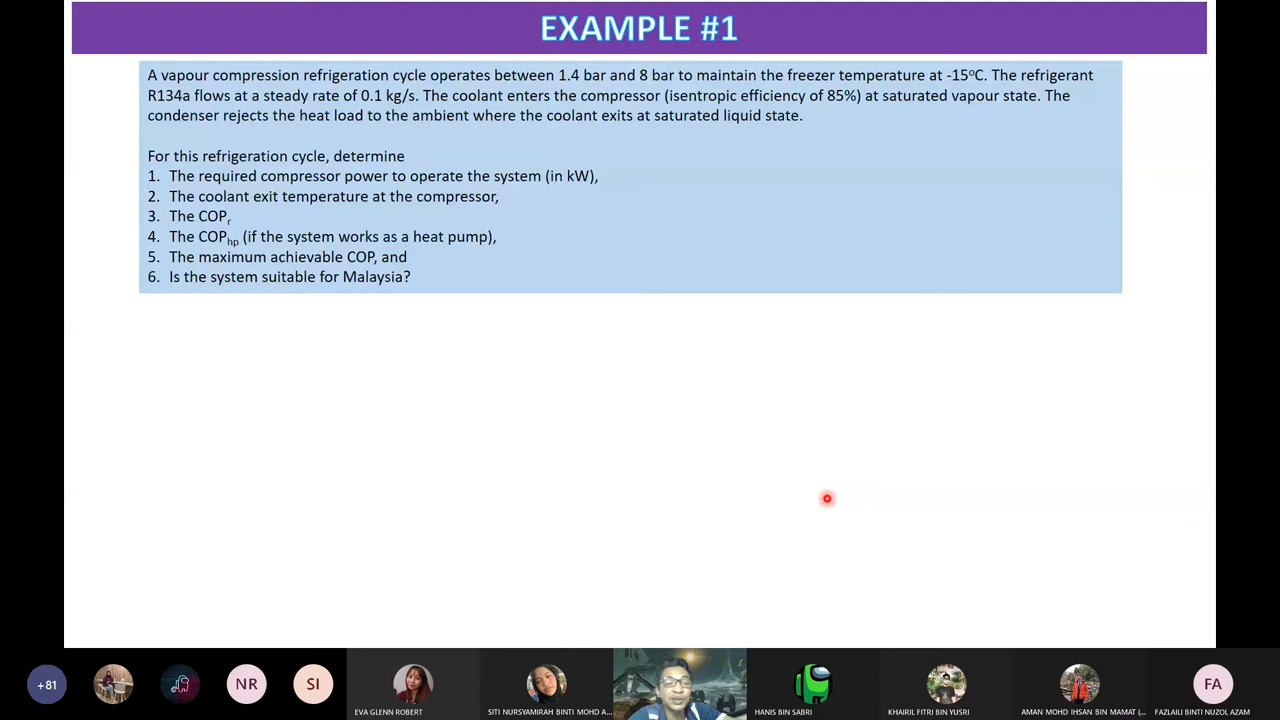 EXAMPLE #1
A vapour compression refrigeration cycle operates between 1.4 bar and 8 bar to maintain the freezer temperature at -15°C. The refrigerant
R134a flows at a steady rate of 0.1 kg/s. The coolant enters the compressor (isentropic efficiency of 85%) at saturated vapour state. The
condenser rejects the heat load to the ambient where the coolant exits at saturated liquid state.
For this refrigeration cycle, determine
1. The required compressor power to operate the system (in kW),
2. The coolant exit temperature at the compressor,
3. The COPr
4. The COPhp (if the system works as a heat pump),
5. The maximum achievable COP, and
6. Is the system suitable for Malaysia?
+81
NR
SI
EVA GLENN ROBERT
SITI NURSYAMIRAH BINTI MOHD A...
HANIS BIN SABRI
KHAIRIL FITRI BIN YUSRI
AMAN MOHD IHSAN BIN MAMAT (...
FA
FAZLAILI BINTI NUZOL AZAM